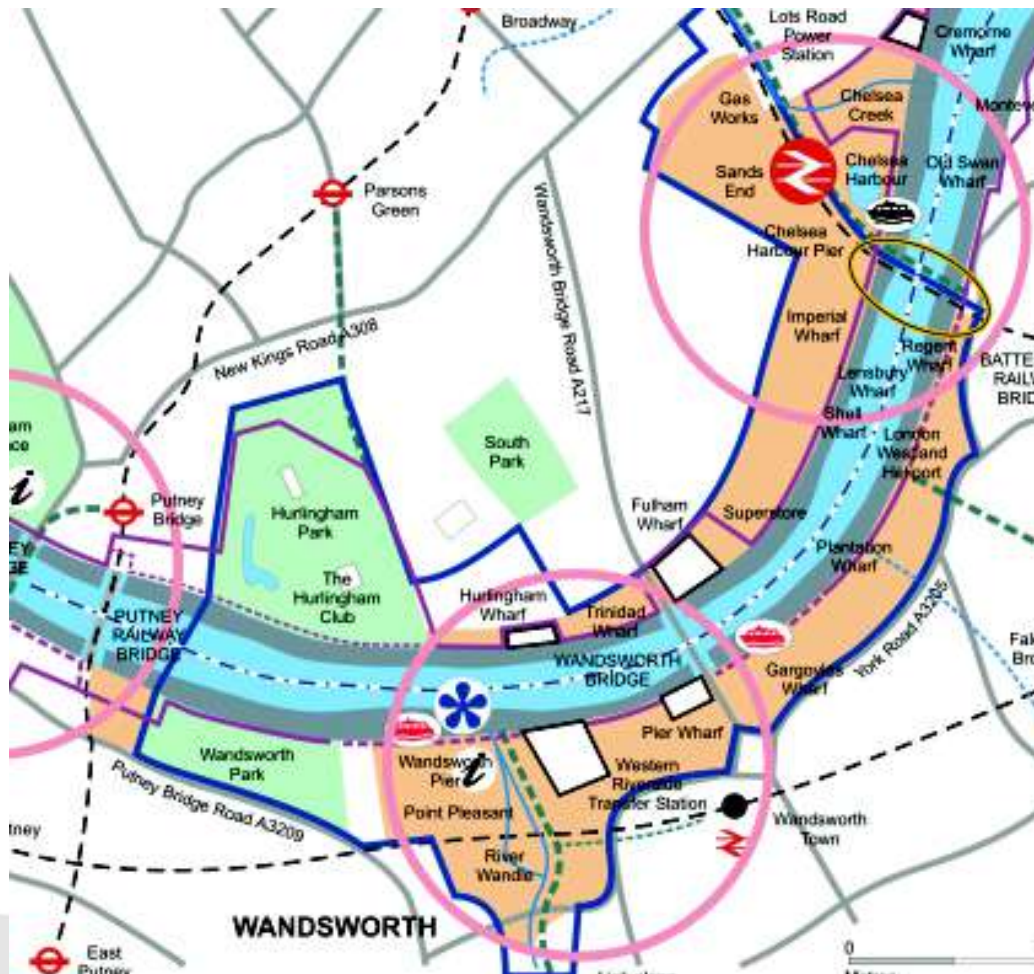 Broadway
Lots Road
Power
Station
Cremorne
Wharf
Gas
Works
Chelsea
Creek
Parsons
Green
Sands
End
Chelsea
Harbour
Old Swan
Wharf
Chelsea
Harbour Pier
Wandsworth Bridge Road A217
Imperial
Wharf
New Kings Road A308
Regent
Wharf
Lensbury
Wharf
Shell
Wharf
South
Park
London
Westland
Heliport
i
Putney
Bridge
Hurlingham
Park
Fulham
Wharf
Superstore
Plantation
Wharf
The
Hurlingham
Club
Hurlingham
Wharf
Trinidad
Wharf
PUTNEY
RAILWAY
BRIDGE
WANDSWORTH
BRIDGE
York Road A3205
Gargoyles
Wharf
Pier Wharf
Wandsworth
Park
Wandsworth
Pier
i
Western
Riverside
Transfer Station
Point Pleasant
Putney Bridge Road A3209
Wandsworth
Town
River
Wandle
WANDSWORTH
East
Putney
0